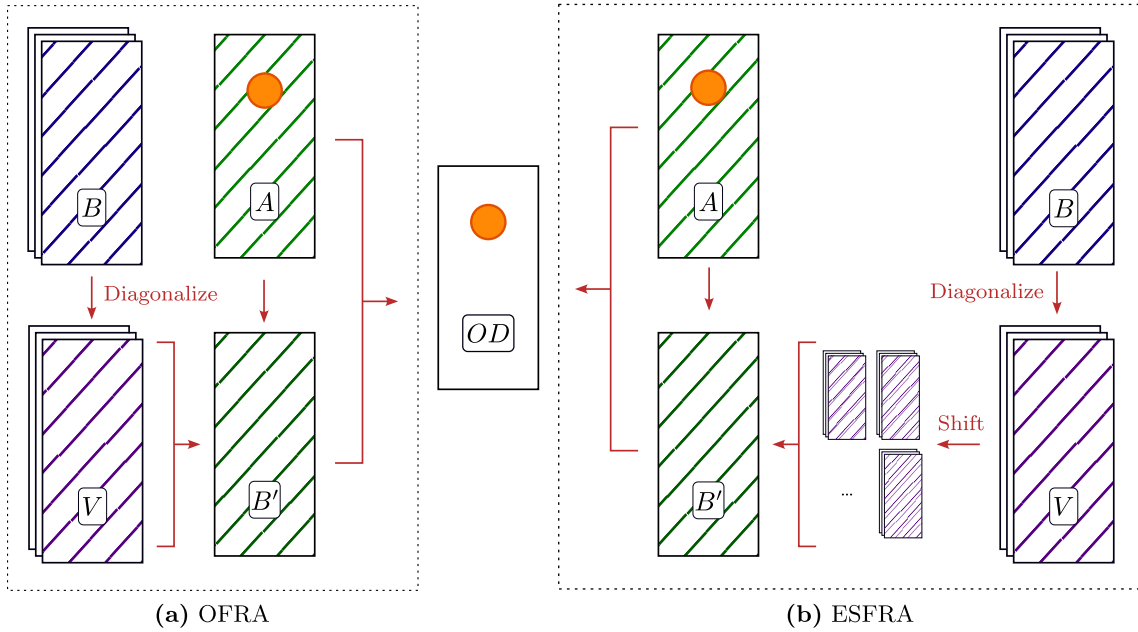 B
A
Diagonalize
V
B′
OD
A
B
Diagonalize
B′
...
Shift
V
(a) OFRA
(b) ESFRA